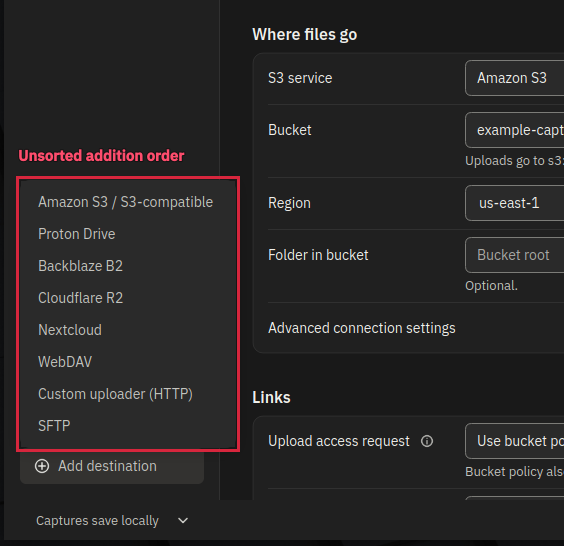 Where files go
S3 service
Amazon S3
Bucket
example-capt
Uploads go to s3:
Unsorted addition order
Amazon S3 / S3-compatible
Proton Drive
Backblaze B2
Cloudflare R2
Nextcloud
WebDAV
Custom uploader (HTTP)
SFTP
Add destination
Captures save locally
Region
us-east-1
Folder in bucket
Bucket root
Optional.
Advanced connection settings
Links
Upload access request
Use bucket po
Bucket policy als